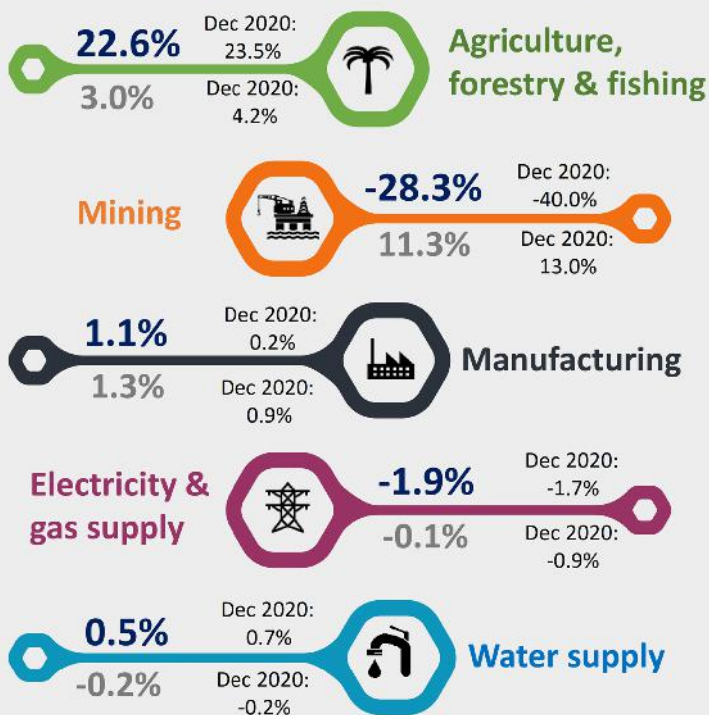 22.6%
Dec 2020:
23.5%
3.0%
Dec 2020:
4.2%
Agriculture,
forestry & fishing
Mining
-28.3%
Dec 2020:
-40.0%
11.3%
Dec 2020:
13.0%
1.1%
Dec 2020:
0.2%
1.3%
Dec 2020:
0.9%
Manufacturing
Electricity &
gas supply
-1.9%
Dec 2020:
-1.7%
-0.1%
Dec 2020:
-0.9%
0.5%
Dec 2020:
0.7%
-0.2%
Dec 2020:
-0.2%
Water supply